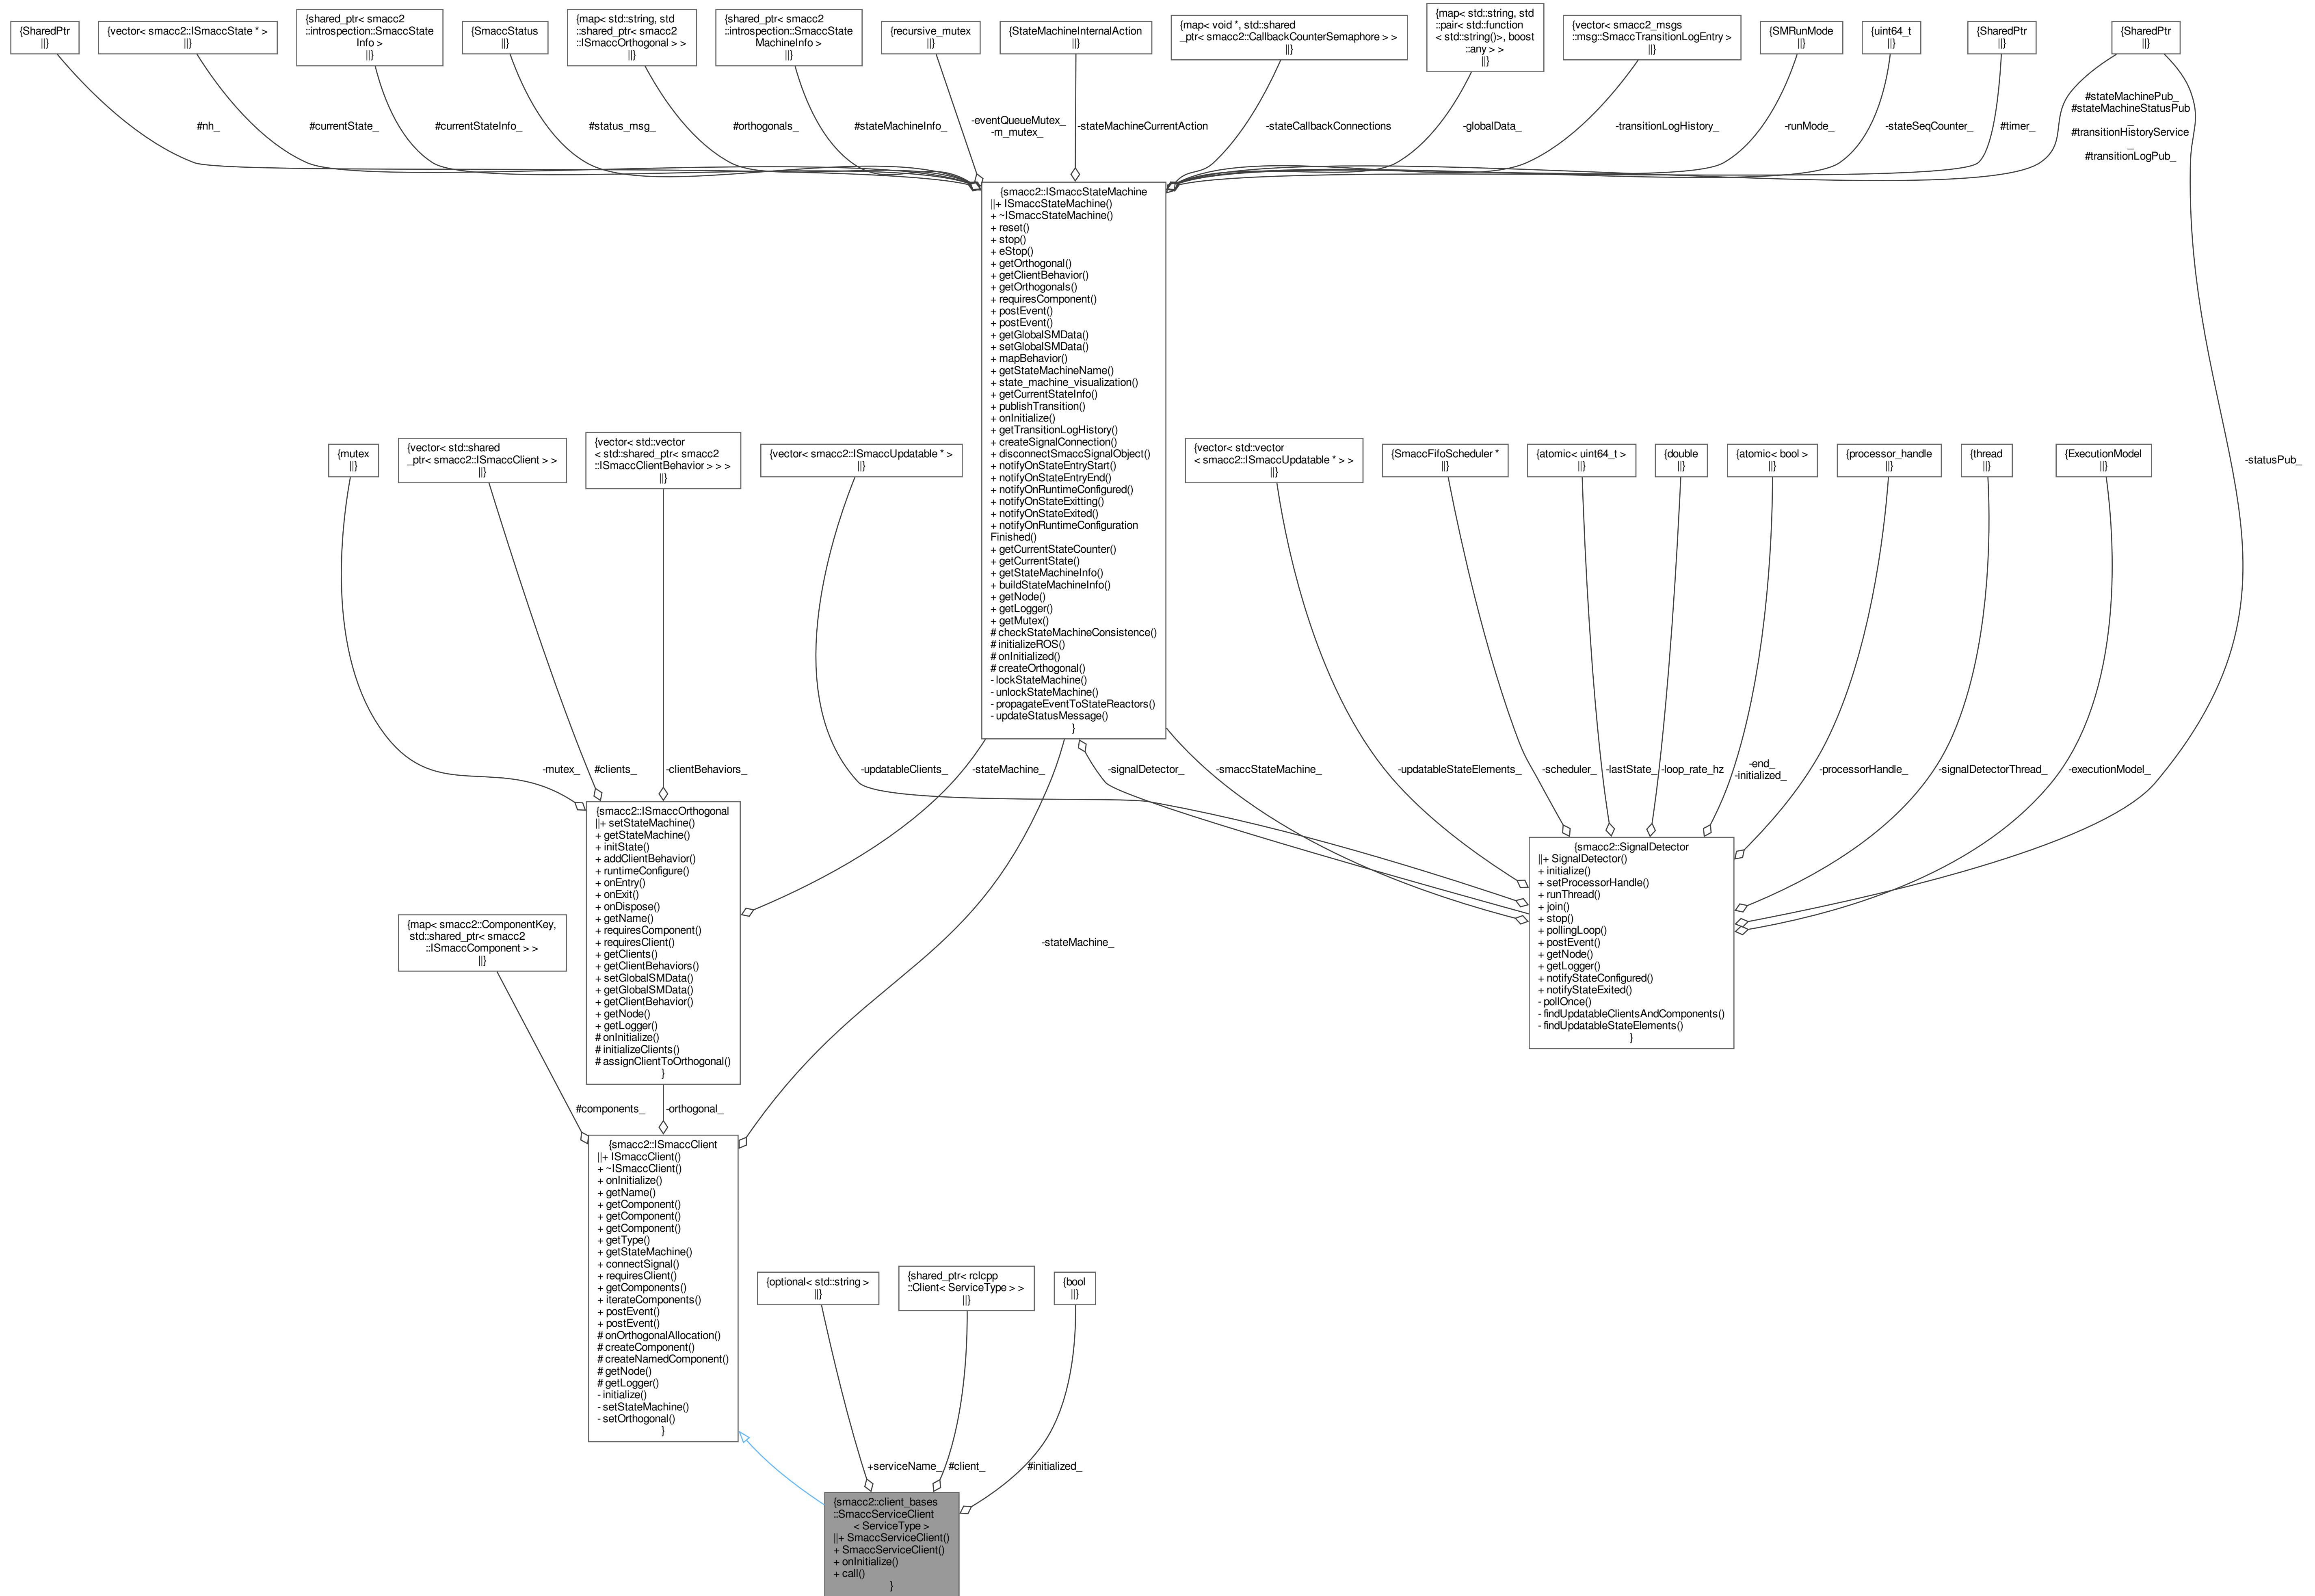 {SharedPtr
||}
{vector< smacc2::ISmaccState * >
||}
{shared_ptr< smacc2
::introspection::SmaccState
Info >
||}
{SmaccStatus
||}
{map< std::string, std
::shared_ptr< smacc2
::ISmaccOrthogonal > >
||}
{shared_ptr< smacc2
::introspection::SmaccState
MachineInfo >
||}
{recursive_mutex
||}
{StateMachineInternalAction
||}
{map< void *, std::shared
_ptr< smacc2::CallbackCounterSemaphore > >
||}
{map< std::string, std
::pair< std::function
< std::string()>, boost
::any > >
||}
{vector< smacc2_msgs
::msg::SmaccTransitionLogEntry >
||}
{SMRunMode
||}
{uint64_t
||}
{SharedPtr
||}
{SharedPtr
||}
#nh_
#currentState_
#currentStateInfo_
#status_msg_
#orthogonals_
#stateMachineInfo_
-eventQueueMutex_
-m_mutex_
-stateMachineCurrentAction
-stateCallbackConnections
-globalData_
-transitionLogHistory_
-runMode_
-stateSeqCounter_
#timer_
#stateMachinePub_
#stateMachineStatusPub
_
#transitionHistoryService
_
#transitionLogPub_
{smacc2::ISmaccStateMachine
||+ ISmaccStateMachine()
+ ~ISmaccStateMachine()
+ reset()
+ stop()
+ eStop()
+ getOrthogonal()
+ getClientBehavior()
+ getOrthogonals()
+ requiresComponent()
+ postEvent()
+ postEvent()
+ getGlobalSMData()
+ setGlobalSMData()
+ mapBehavior()
+ getStateMachineName()
+ state_machine_visualization()
+ getCurrentStateInfo()
+ publishTransition()
+ onInitialize()
+ getTransitionLogHistory()
+ createSignalConnection()
+ disconnectSmaccSignalObject()
+ notifyOnStateEntryStart()
+ notifyOnStateEntryEnd()
+ notifyOnRuntimeConfigured()
+ notifyOnStateExitting()
+ notifyOnStateExited()
+ notifyOnRuntimeConfiguration
Finished()
+ getCurrentStateCounter()
+ getCurrentState()
+ getStateMachineInfo()
+ buildStateMachineInfo()
+ getNode()
+ getLogger()
+ getMutex()
# checkStateMachineConsistence()
# initializeROS()
# onInitialized()
# createOrthogonal()
- lockStateMachine()
- unlockStateMachine()
- propagateEventToStateReactors()
- updateStatusMessage()
}
{mutex
||}
{vector< std::shared
_ptr< smacc2::ISmaccClient > >
||}
{vector< std::vector
< std::shared_ptr< smacc2
::ISmaccClientBehavior > > >
||}
{vector< smacc2::ISmaccUpdatable * >
||}
{vector< std::vector
< smacc2::ISmaccUpdatable * > >
||}
{SmaccFifoScheduler *
||}
{atomic< uint64_t >
||}
{double
||}
{atomic< bool >
||}
{processor_handle
||}
{thread
||}
{ExecutionModel
||}
-statusPub_
-mutex_
#clients_
-clientBehaviors_
-updatableClients_
-stateMachine_
-signalDetector_
-smaccStateMachine_
-updatableStateElements_
-scheduler_
-lastState_
-loop_rate_hz
-end_
-initialized_
-processorHandle_
-signalDetectorThread_
-executionModel_
{smacc2::ISmaccOrthogonal
||+ setStateMachine()
+ getStateMachine()
+ initState()
+ addClientBehavior()
+ runtimeConfigure()
+ onEntry()
+ onExit()
+ onDispose()
+ getName()
+ requiresComponent()
+ requiresClient()
+ getClients()
+ getClientBehaviors()
+ setGlobalSMData()
+ getGlobalSMData()
+ getClientBehavior()
+ getNode()
+ getLogger()
# onInitialize()
# initializeClients()
# assignClientToOrthogonal()
}
{smacc2::SignalDetector
||+ SignalDetector()
+ initialize()
+ setProcessorHandle()
+ runThread()
+ join()
+ stop()
+ pollingLoop()
+ postEvent()
+ getNode()
+ getLogger()
+ notifyStateConfigured()
+ notifyStateExited()
- pollOnce()
- findUpdatableClientsAndComponents()
- findUpdatableStateElements()
}
{map< smacc2::ComponentKey,
std::shared_ptr< smacc2
::ISmaccComponent > >
||}
-stateMachine_
#components_
-orthogonal_
{smacc2::ISmaccClient
||+ ISmaccClient()
+ ~ISmaccClient()
+ onInitialize()
+ getName()
+ getComponent()
+ getComponent()
+ getComponent()
+ getType()
+ getStateMachine()
+ connectSignal()
+ requiresClient()
+ getComponents()
+ iterateComponents()
+ postEvent()
+ postEvent()
# onOrthogonalAllocation()
# createComponent()
# createNamedComponent()
# getNode()
# getLogger()
- initialize()
- setStateMachine()
- setOrthogonal()
}
{optional< std::string >
||}
{shared_ptr< rclcpp
::Client< ServiceType > >
||}
{bool
||}
+serviceName_
#client_
#initialized_
{smacc2::client_bases
::SmaccServiceClient
< ServiceType >
||+ SmaccServiceClient()
+ SmaccServiceClient()
+ onInitialize()
+ call()
}